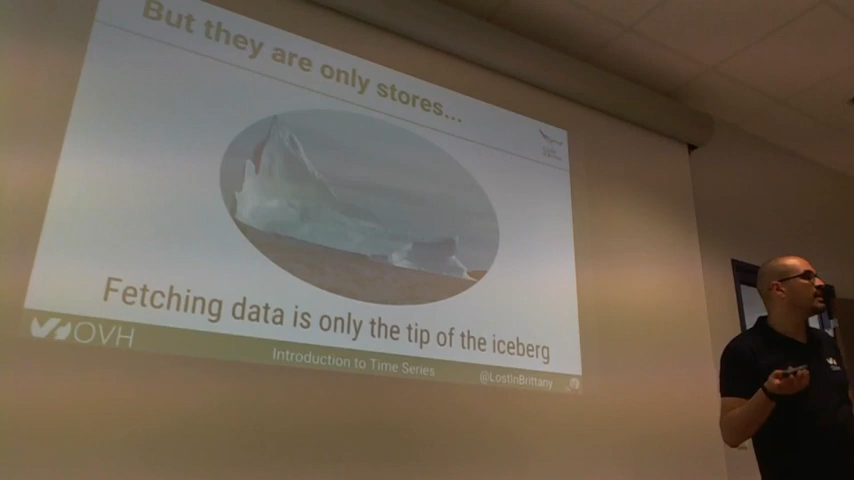 But they are only stores...
Fetching data is only the tip of the iceberg
OVH
Introduction to Time Series
@LostInBrittany